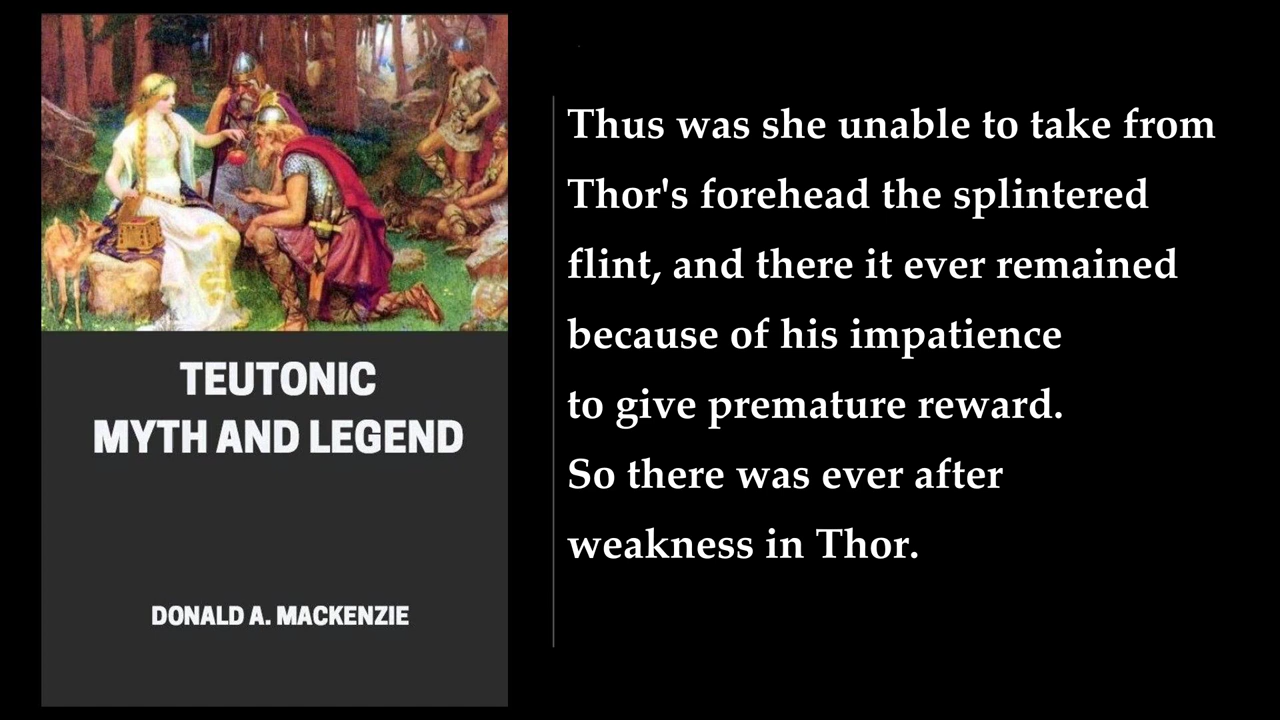 TEUTONIC
MYTH AND LEGEND
DONALD A. MACKENZIE
Thus was she unable to take from
Thor's forehead the splintered
flint, and there it ever remained
because of his impatience
to give premature reward.
So there was ever after
weakness in Thor.